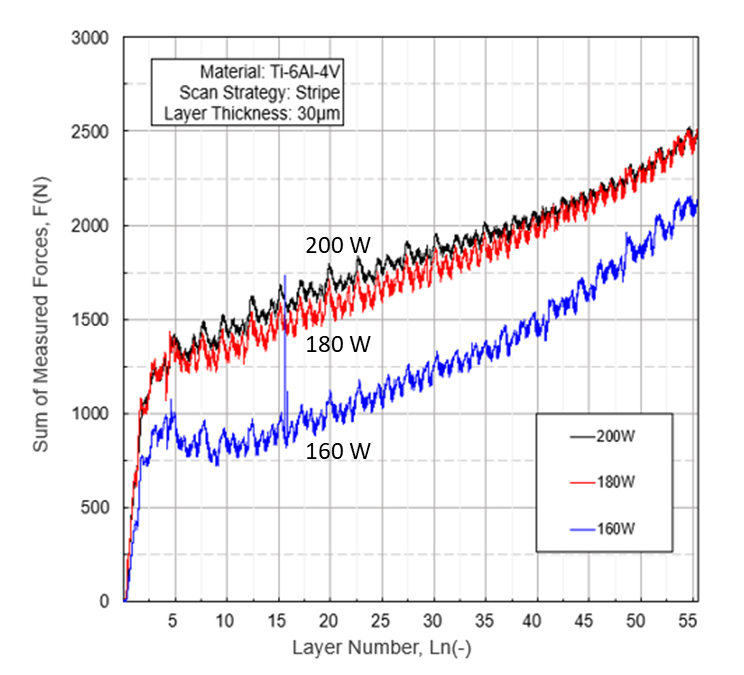 3000
2500
2000
1500
1000
500
0
Sum of Measured Forces, F(N)
Material: Ti-6Al-4V
Scan Strategy: Stripe
Layer Thickness: 30µm
200 W
180 W
160 W
200W
180W
160W
5 10 15 20 25 30 35 40 45 50 55
Layer Number, Ln(-)